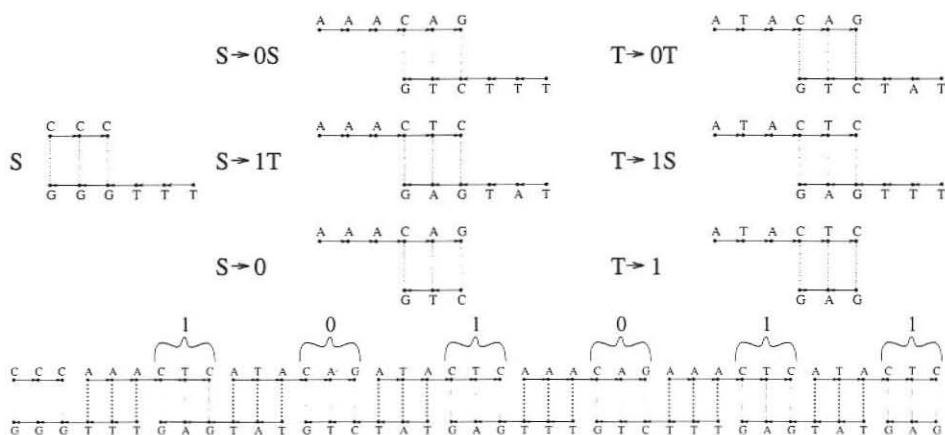 A A A C A G A T A C A G
S→0S T→0T
G T C T T T G T C T A T
C C C A A A C T C A T A C T C
S S→1T T→1S
G G G T T T G A G T A T G A G T T T
A A A C A G A T A C T C
S→0 T→1
G T C G A G
1 0 1 0 1 1
C C C A A A C T C A T A C A G A T A C T C A A A C A G A A A C T C A T A C T C
G G G T T T G A G T A T G T C T A T G A G T T T G T C T T T G A G T A T G A G